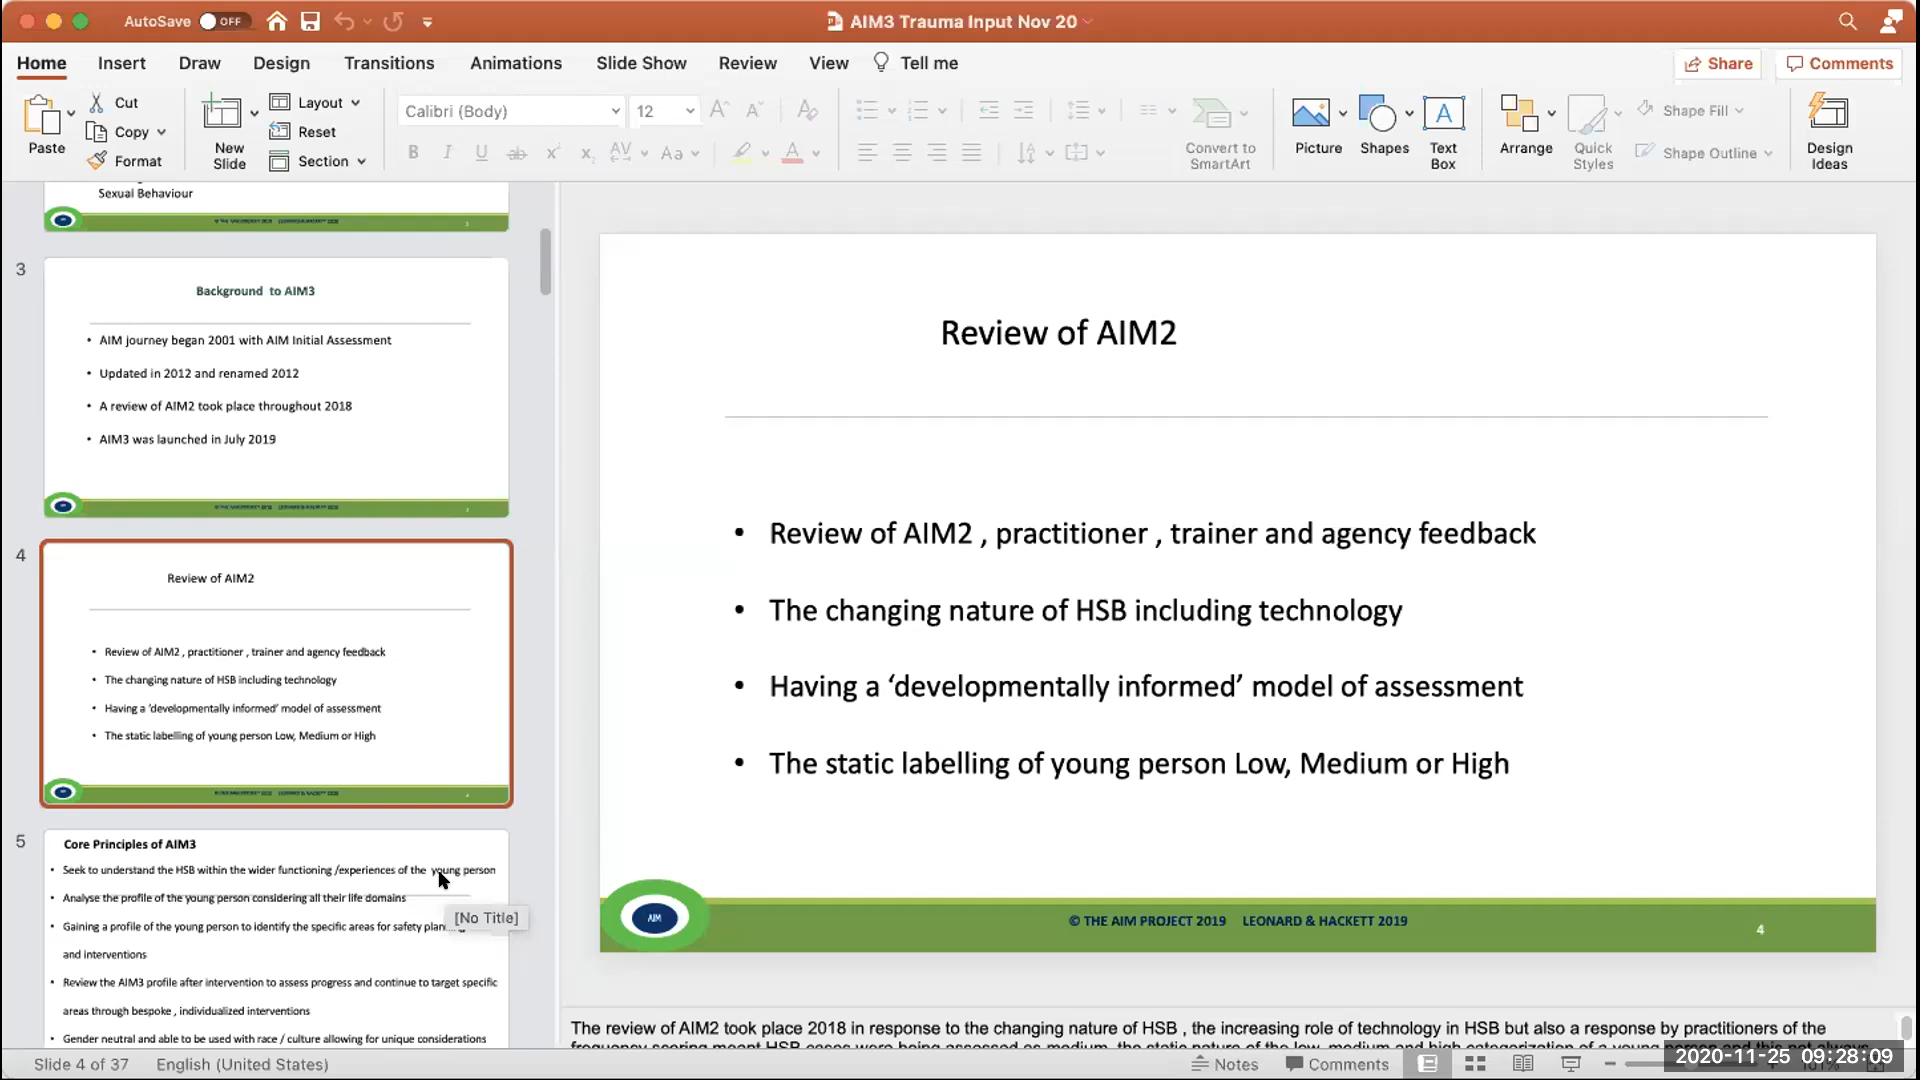 AutoSave OFF
AIM3 Trauma Input Nov 20
Home Insert Draw Design Transitions Animations Slide Show Review View Tell me Share Comments
Paste Cut Copy Format
New Slide Layout Reset Section
Calibri (Body) 12
Convert to SmartArt
Picture Shapes Text Box Arrange Quick Styles Shape Fill Shape Outline Design Ideas
Sexual Behaviour
3
Background to AIM3
• AIM journey began 2001 with AIM Initial Assessment
• Updated in 2012 and renamed 2012
• A review of AIM2 took place throughout 2018
• AIM3 was launched in July 2019
4
Review of AIM2
• Review of AIM2 , practitioner , trainer and agency feedback
• The changing nature of HSB including technology
• Having a 'developmentally informed' model of assessment
• The static labelling of young person Low, Medium or High
5
Core Principles of AIM3
• Seek to understand the HSB within the wider functioning /experiences of the young person
• Analyse the profile of the young person considering all their life domains
[No Title]
• Gaining a profile of the young person to identify the specific areas for safety
and interventions
• Review the AIM3 profile after intervention to assess progress and continue to target specific
areas through bespoke , individualized interventions
• Gender neutral and able to be used with race / culture allowing for unique considerations
Review of AIM2
• Review of AIM2 , practitioner , trainer and agency feedback
• The changing nature of HSB including technology
• Having a ‘developmentally informed’ model of assessment
• The static labelling of young person Low, Medium or High
AIM
© THE AIM PROJECT 2019 LEONARD & HACKETT 2019
4
The review of AIM2 took place 2018 in response to the changing nature of HSB , the increasing role of technology in HSB but also a response by practitioners of the
Slide 4 of 37 English (United States) Notes Comments
2020-11-25 09:28:09